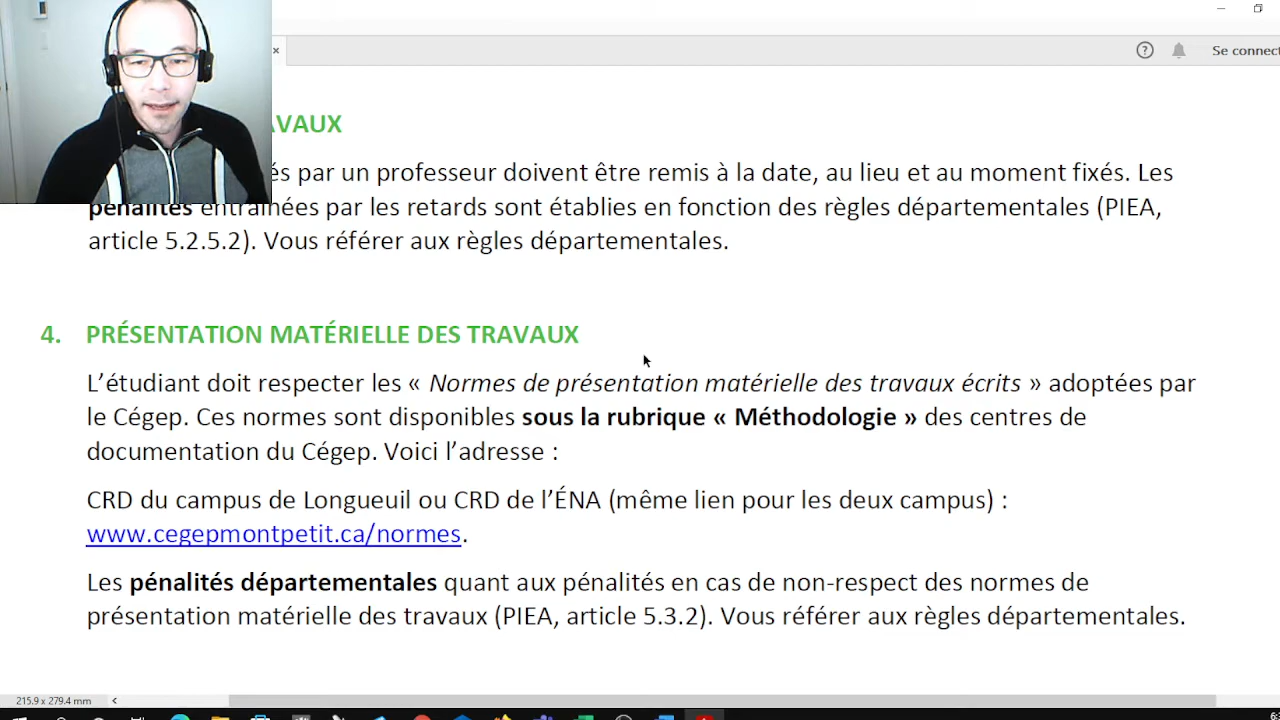 Se connect
AVAUX
és par un professeur doivent être remis à la date, au lieu et au moment fixés. Les
pénalités entraînées par les retards sont établies en fonction des règles départementales (PIEA,
article 5.2.5.2). Vous référer aux règles départementales.
4. PRÉSENTATION MATÉRIELLE DES TRAVAUX
L’étudiant doit respecter les « Normes de présentation matérielle des travaux écrits » adoptées par
le Cégep. Ces normes sont disponibles sous la rubrique « Méthodologie » des centres de
documentation du Cégep. Voici l’adresse :
CRD du campus de Longueuil ou CRD de l’ÉNA (même lien pour les deux campus) :
www.cegepmontpetit.ca/normes.
Les pénalités départementales quant aux pénalités en cas de non-respect des normes de
présentation matérielle des travaux (PIEA, article 5.3.2). Vous référer aux règles départementales.
215.9 x 279.4 mm